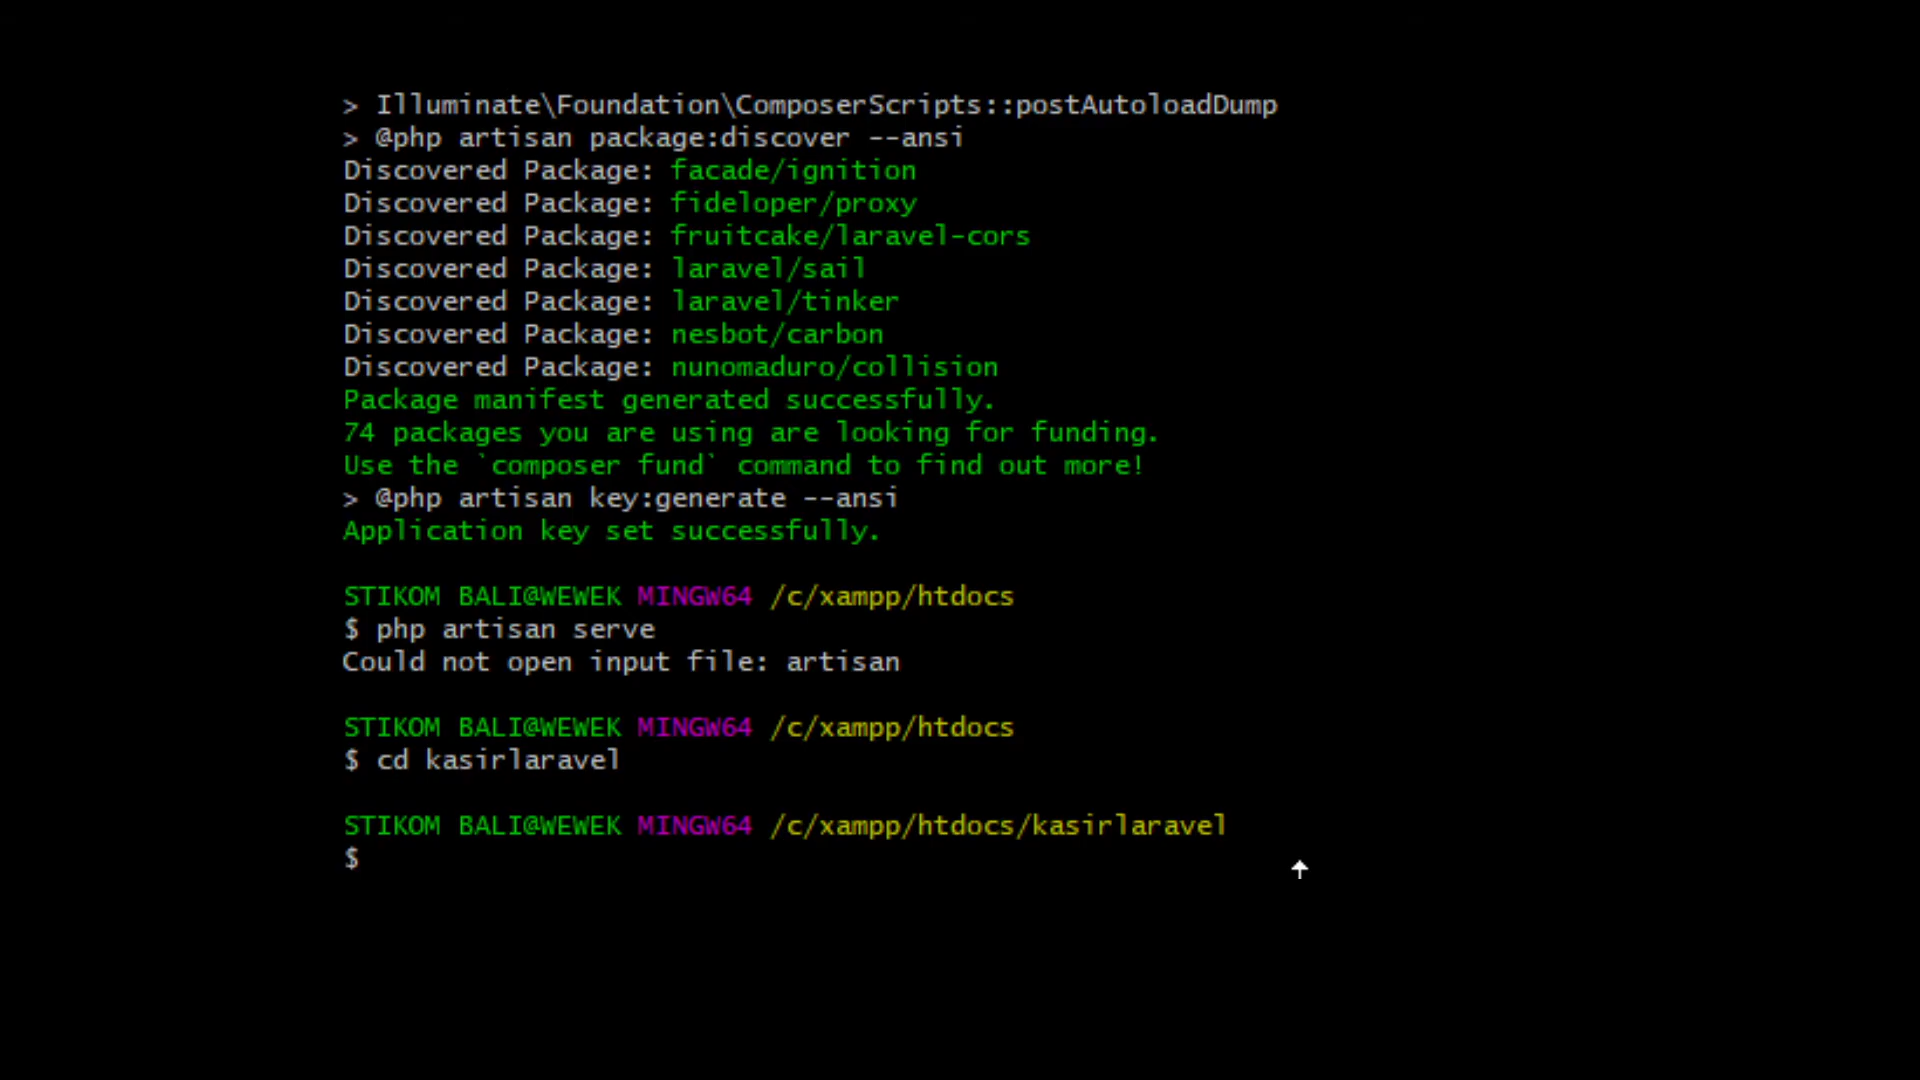 > Illuminate\Foundation\ComposerScripts::postAutoloadDump
> @php artisan package:discover --ansi
Discovered Package: facade/ignition
Discovered Package: fideloper/proxy
Discovered Package: fruitcake/laravel-cors
Discovered Package: laravel/sail
Discovered Package: laravel/tinker
Discovered Package: nesbot/carbon
Discovered Package: nunomaduro/collision
Package manifest generated successfully.
74 packages you are using are looking for funding.
Use the `composer fund` command to find out more!
> @php artisan key:generate --ansi
Application key set successfully.
STIKOM BALI@WEWEK MINGW64 /c/xampp/htdocs
$ php artisan serve
Could not open input file: artisan
STIKOM BALI@WEWEK MINGW64 /c/xampp/htdocs
$ cd kasirlaravel
STIKOM BALI@WEWEK MINGW64 /c/xampp/htdocs/kasirlaravel
$